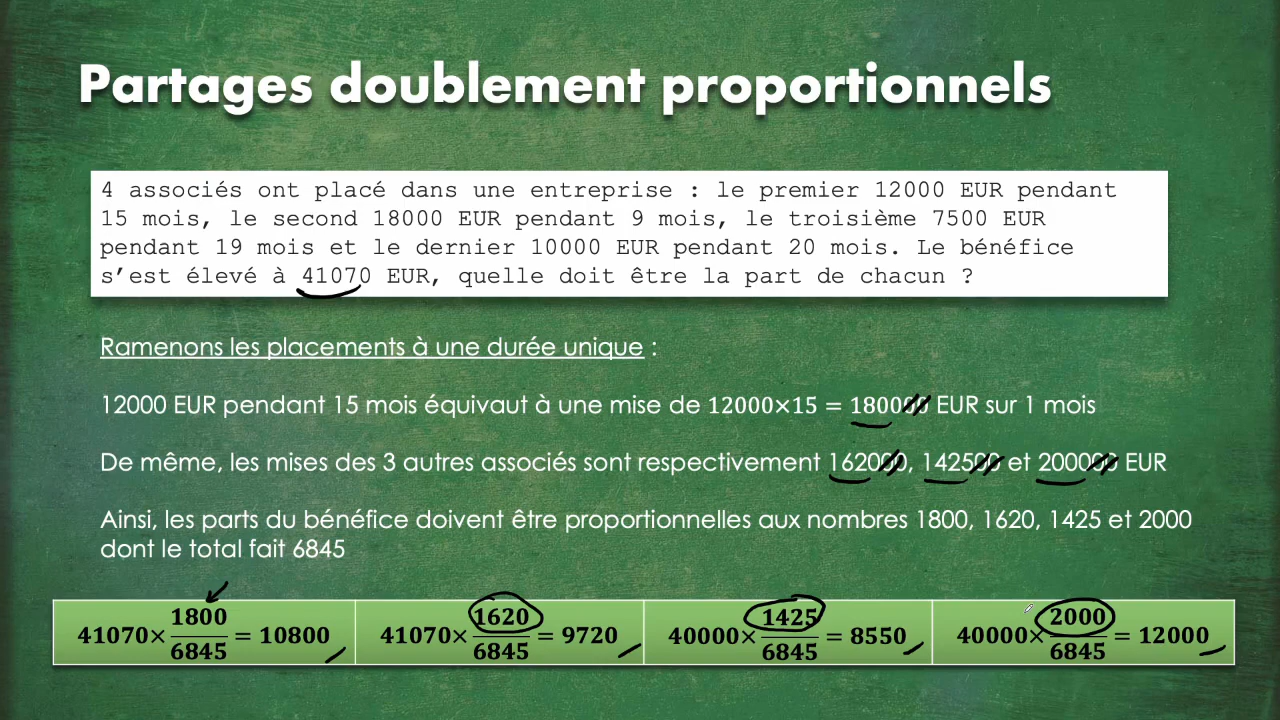 Partages doublement proportionnels
4 associés ont placé dans une entreprise : le premier 12000 EUR pendant
15 mois, le second 18000 EUR pendant 9 mois, le troisième 7500 EUR
pendant 19 mois et le dernier 10000 EUR pendant 20 mois. Le bénéfice
s’est élevé à 41070 EUR, quelle doit être la part de chacun ?
Ramenons les placements à une durée unique :
12000 EUR pendant 15 mois équivaut à une mise de 12000×15 = 180000 EUR sur 1 mois
De même, les mises des 3 autres associés sont respectivement 162000, 142500 et 200000 EUR
Ainsi, les parts du bénéfice doivent être proportionnelles aux nombres 1800, 1620, 1425 et 2000
dont le total fait 6845
41070×1800/6845 = 10800
41070×1620/6845 = 9720
40000×1425/6845 = 8550
40000×2000/6845 = 12000